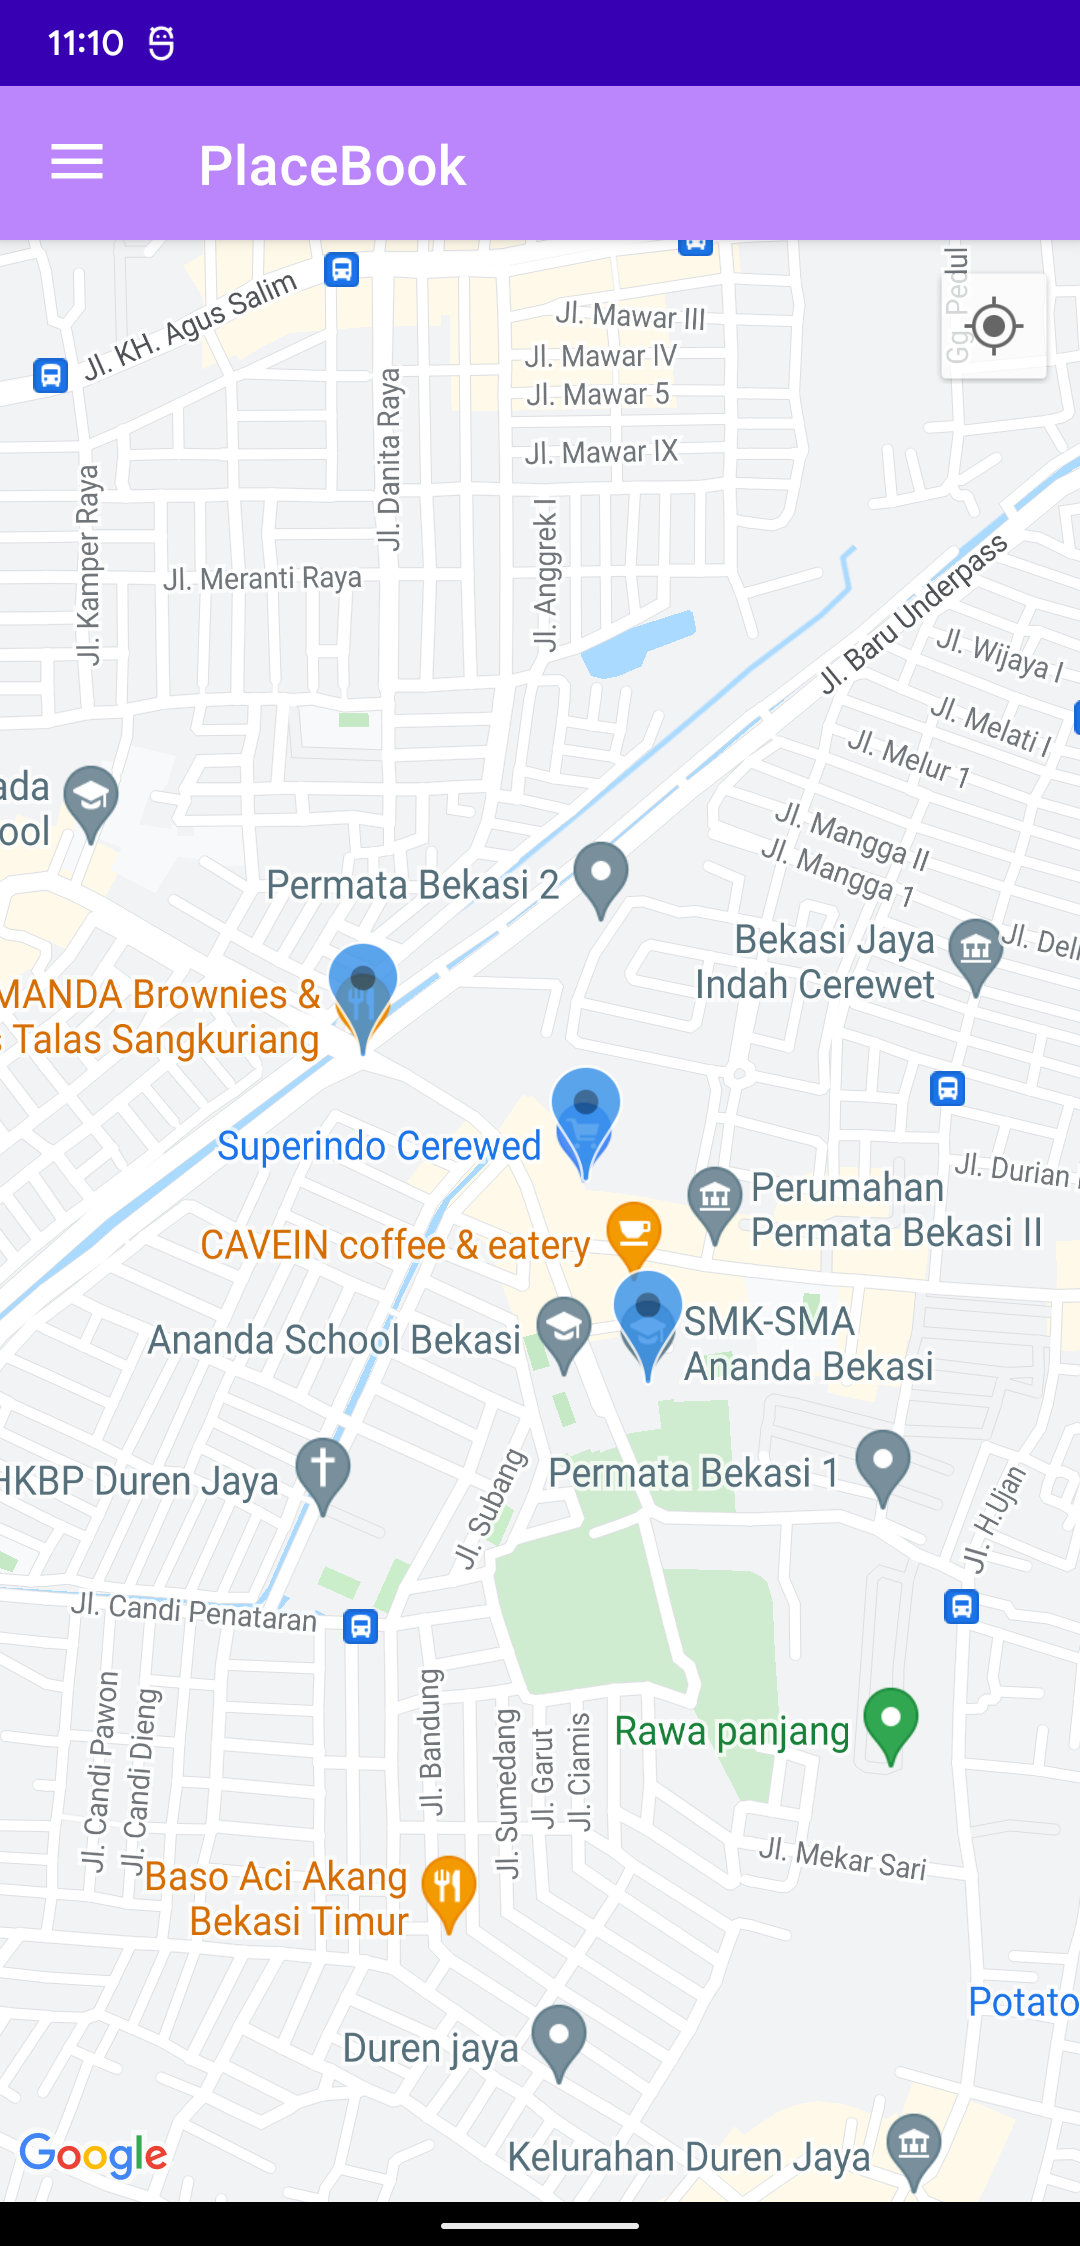 11:10
PlaceBook
Jl. KH. Agus Salim
Jl. Mawar III
Gg. Pedul
Jl. Mawar IV
Jl. Mawar 5
Jl. Danita Raya
Jl. Mawar IX
Jl. Kamper Raya
Jl. Anggrek I
Jl. Meranti Raya
Jl. Baru Underpass
Jl. Wijaya I
Jl. Melati I
Jl. Melur 1
ada
ool
Jl. Mangga II
Jl. Mangga 1
Permata Bekasi 2
Bekasi Jaya
Indah Cerewet
Jl. Deli
MANDA Brownies &
s Talas Sangkuriang
Superindo Cerewed
Jl. Durian
Perumahan
Permata Bekasi II
CAVEIN coffee & eatery
SMK-SMA
Ananda Bekasi
Ananda School Bekasi
HKBP Duren Jaya
Jl. Subang
Permata Bekasi 1
Jl. H.Ujan
Jl. Candi Penataran
Jl. Candi Pawon
Jl. Candi Dieng
Jl. Bandung
Jl. Sumedang
Jl. Garut
Jl. Ciamis
Rawa panjang
Jl. Mekar Sari
Baso Aci Akang
Bekasi Timur
Potato
Duren jaya
Google
Kelurahan Duren Jaya